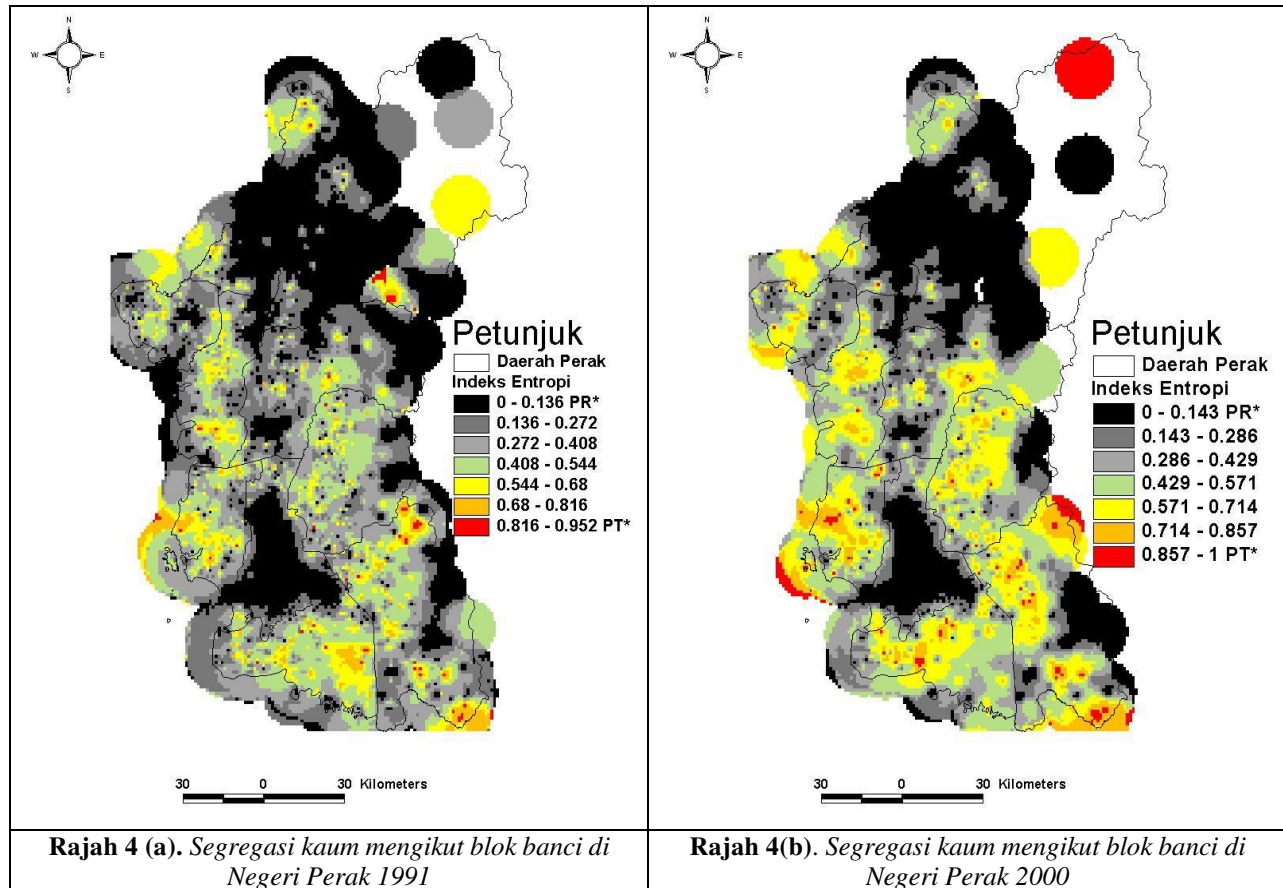 N
W E
S
Petunjuk
Daerah Perak
Indeks Entropi
0 - 0.136 PR*
0.136 - 0.272
0.272 - 0.408
0.408 - 0.544
0.544 - 0.68
0.68 - 0.816
0.816 - 0.952 PT*
30 0 30 Kilometers
Rajah 4 (a). Segregasi kaum mengikut blok banci di
Negeri Perak 1991
N
W E
S
Petunjuk
Daerah Perak
Indeks Entropi
0 - 0.143 PR*
0.143 - 0.286
0.286 - 0.429
0.429 - 0.571
0.571 - 0.714
0.714 - 0.857
0.857 - 1 PT*
30 0 30 Kilometers
Rajah 4(b). Segregasi kaum mengikut blok banci di
Negeri Perak 2000